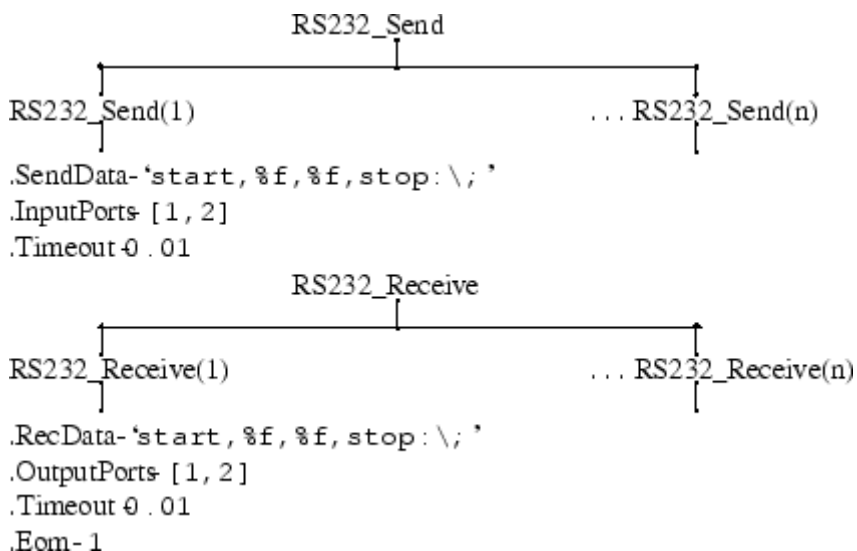 RS232_Send
RS232_Send(1) ... RS232_Send(n)
.SendData-‘start,%f,%f,stop:\;’
.InputPorts-[1,2]
.Timeout-0.01
RS232_Receive
RS232_Receive(1) ... RS232_Receive(n)
.RecData-‘start,%f,%f,stop:\;’
.OutputPorts-[1,2]
.Timeout-0.01
.Eom-1